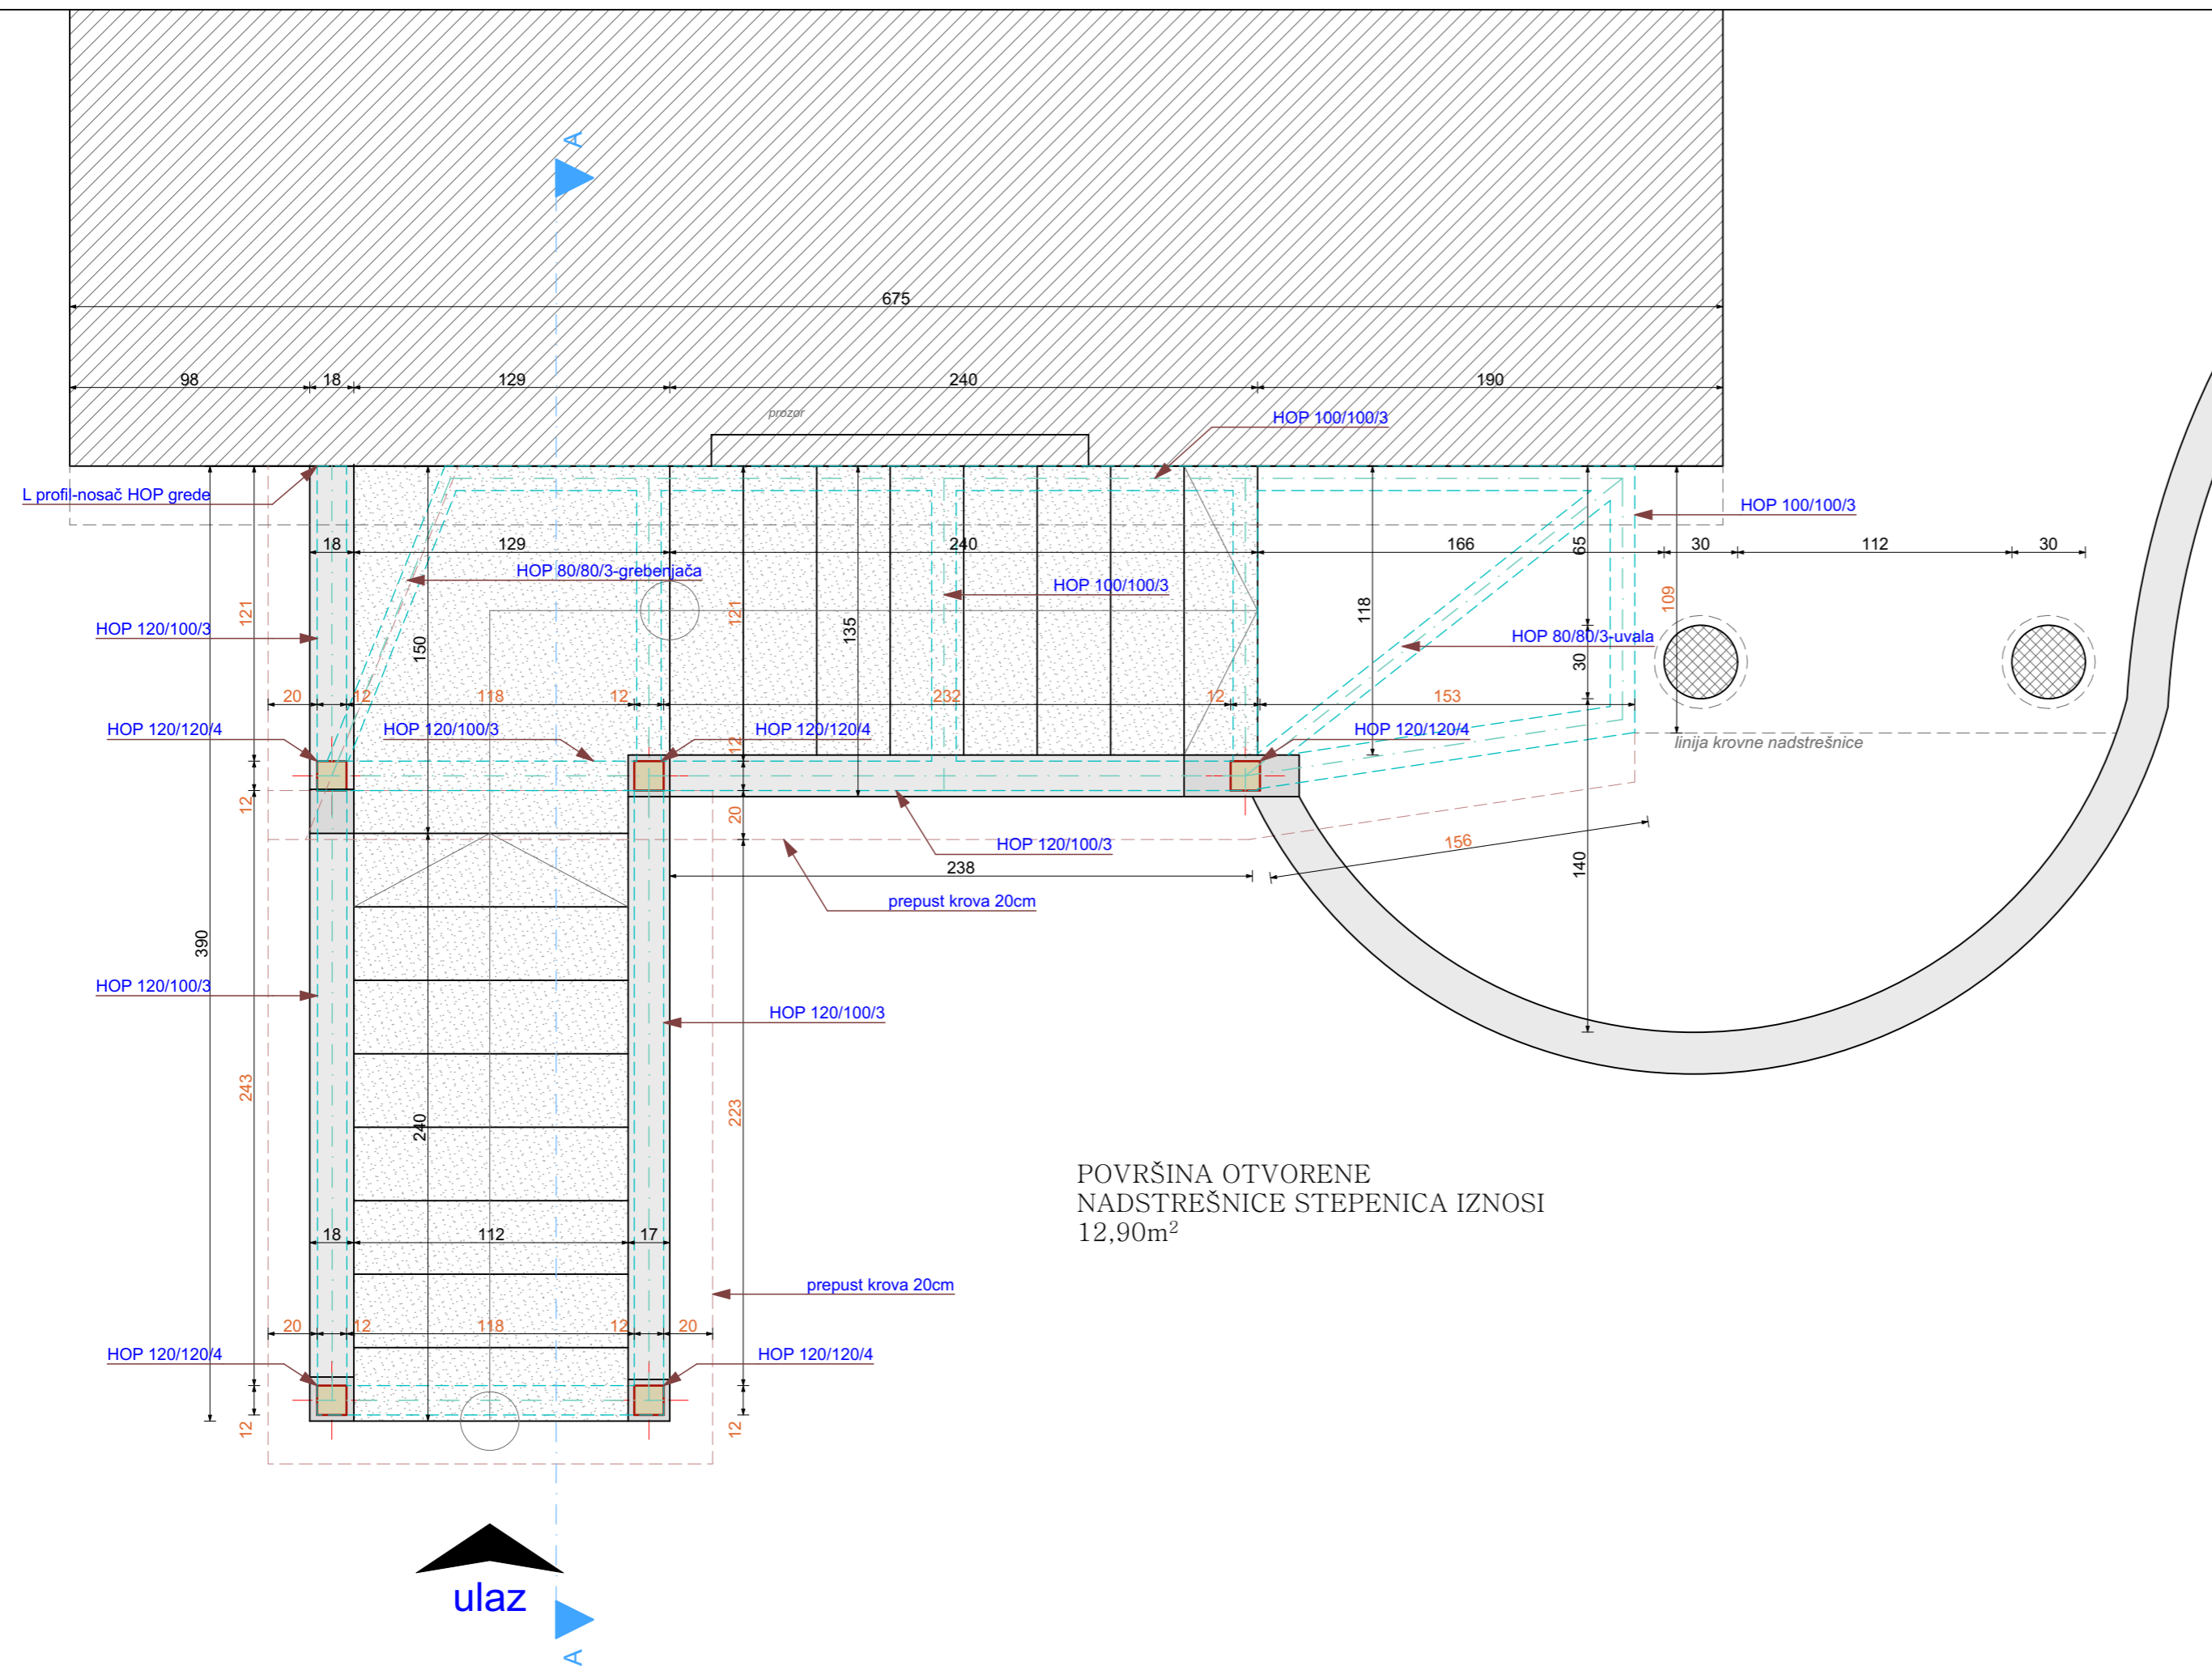 A
675
98
18
129
240
190
prozor
HOP 100/100/3
L profil-nosač HOP grede
HOP 100/100/3
18
129
240
166
65
30
112
30
HOP 80/80/3-grebenjača
HOP 100/100/3
121
121
109
118
HOP 120/100/3
150
135
HOP 80/80/3-uvala
30
20
12
118
12
232
12
153
HOP 120/120/4
HOP 120/100/3
HOP 120/120/4
HOP 120/120/4
linija krovne nadstrešnice
12
12
20
HOP 120/100/3
156
238
140
prepust krova 20cm
390
HOP 120/100/3
HOP 120/100/3
243
223
240
POVRŠINA OTVORENE
NADSTREŠNICE STEPENICA IZNOSI
12,90m²
18
112
17
prepust krova 20cm
20
12
118
12
20
HOP 120/120/4
HOP 120/120/4
12
12
ulaz
A